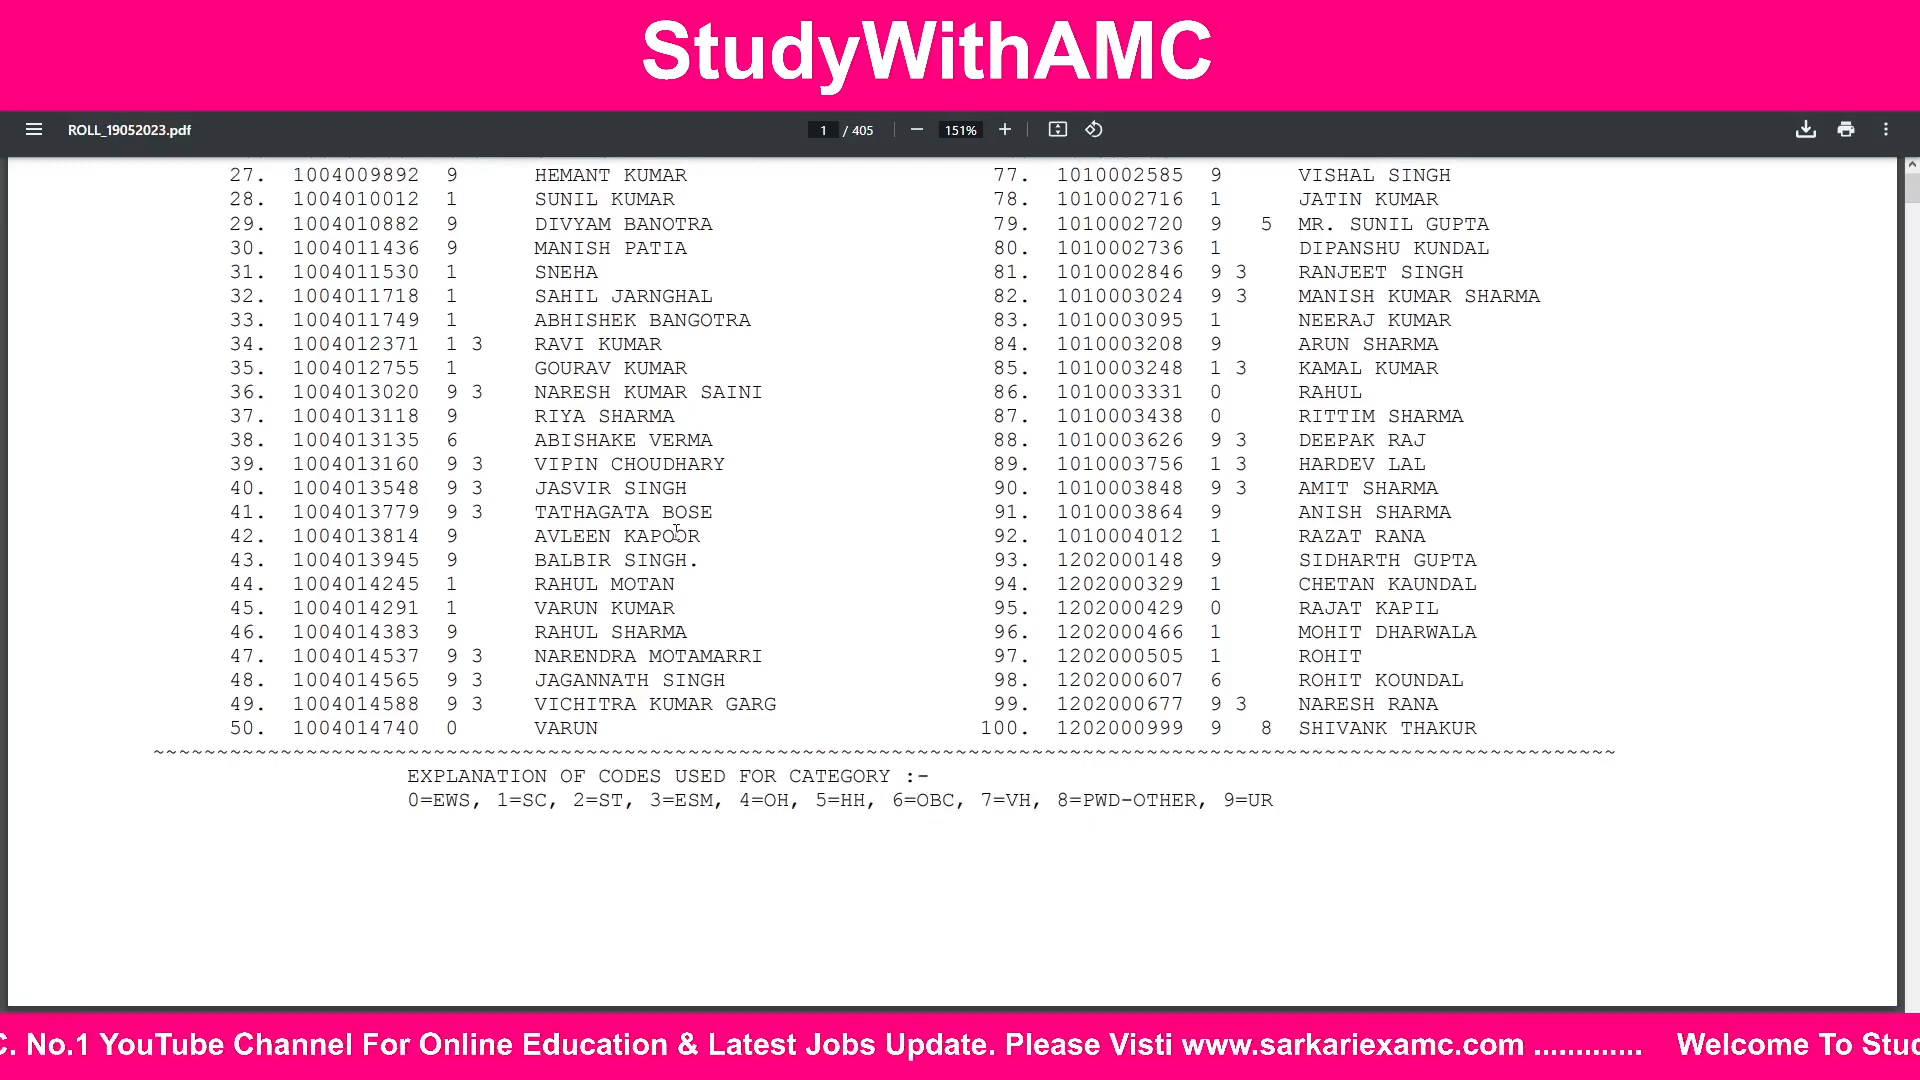 StudyWithAMC
ROLL_19052023.pdf
1 / 405
151%
27. 1004009892 9 HEMANT KUMAR 77. 1010002585 9 VISHAL SINGH
28. 1004010012 1 SUNIL KUMAR 78. 1010002716 1 JATIN KUMAR
29. 1004010882 9 DIVYAM BANOTRA 79. 1010002720 9 5 MR. SUNIL GUPTA
30. 1004011436 9 MANISH PATIA 80. 1010002736 1 DIPANSHU KUNDAL
31. 1004011530 1 SNEHA 81. 1010002846 9 3 RANJEET SINGH
32. 1004011718 1 SAHIL JARNGHAL 82. 1010003024 9 3 MANISH KUMAR SHARMA
33. 1004011749 1 ABHISHEK BANGOTRA 83. 1010003095 1 NEERAJ KUMAR
34. 1004012371 1 3 RAVI KUMAR 84. 1010003208 9 ARUN SHARMA
35. 1004012755 1 GOURAV KUMAR 85. 1010003248 1 3 KAMAL KUMAR
36. 1004013020 9 3 NARESH KUMAR SAINI 86. 1010003331 0 RAHUL
37. 1004013118 9 RIYA SHARMA 87. 1010003438 0 RITTIM SHARMA
38. 1004013135 6 ABISHAKE VERMA 88. 1010003626 9 3 DEEPAK RAJ
39. 1004013160 9 3 VIPIN CHOUDHARY 89. 1010003756 1 3 HARDEV LAL
40. 1004013548 9 3 JASVIR SINGH 90. 1010003848 9 3 AMIT SHARMA
41. 1004013779 9 3 TATHAGATA BOSE 91. 1010003864 9 ANISH SHARMA
42. 1004013814 9 AVLEEN KAPOOR 92. 1010004012 1 RAZAT RANA
43. 1004013945 9 BALBIR SINGH. 93. 1202000148 9 SIDHARTH GUPTA
44. 1004014245 1 RAHUL MOTAN 94. 1202000329 1 CHETAN KAUNDAL
45. 1004014291 1 VARUN KUMAR 95. 1202000429 0 RAJAT KAPIL
46. 1004014383 9 RAHUL SHARMA 96. 1202000466 1 MOHIT DHARWALA
47. 1004014537 9 3 NARENDRA MOTAMARRI 97. 1202000505 1 ROHIT
48. 1004014565 9 3 JAGANNATH SINGH 98. 1202000607 6 ROHIT KOUNDAL
49. 1004014588 9 3 VICHITRA KUMAR GARG 99. 1202000677 9 3 NARESH RANA
50. 1004014740 0 VARUN 100. 1202000999 9 8 SHIVANK THAKUR
EXPLANATION OF CODES USED FOR CATEGORY :-
0=EWS, 1=SC, 2=ST, 3=ESM, 4=OH, 5=HH, 6=OBC, 7=VH, 8=PWD-OTHER, 9=UR
C. No.1 YouTube Channel For Online Education & Latest Jobs Update. Please Visti www.sarkariexamc.com ............. Welcome To Stud